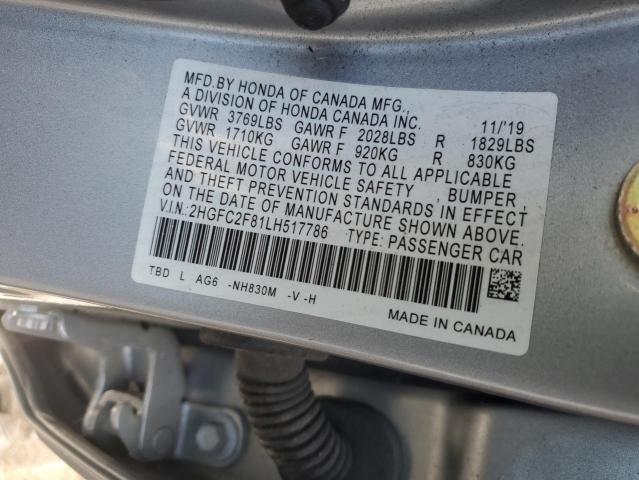 MFD.BY HONDA OF CANADA MFG.,
A DIVISION OF HONDA CANADA INC. 11/'19
GVWR 3769LBS GAWR F 2028LBS R 1829LBS
GVWR 1710KG GAWR F 920KG R 830KG
THIS VEHICLE CONFORMS TO ALL APPLICABLE
FEDERAL MOTOR VEHICLE SAFETY , BUMPER,
AND THEFT PREVENTION STANDARDS IN EFFECT
ON THE DATE OF MANUFACTURE SHOWN ABOVE.
V.I.N.: 2HGFC2F81LH517786 TYPE: PASSENGER CAR
TBD L AG6 -NH830M -V -H
MADE IN CANADA